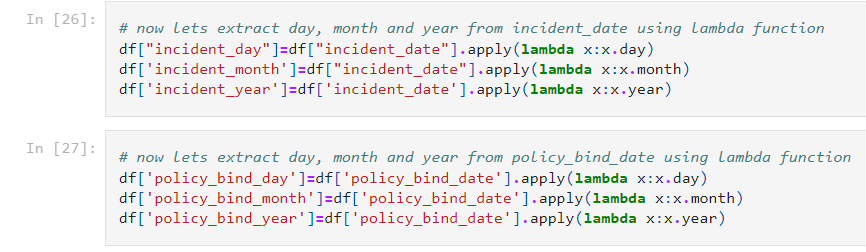 In [26]:
# now lets extract day, month and year from incident_date using lambda function
df["incident_day"]=df["incident_date"].apply(lambda x:x.day)
df['incident_month']=df["incident_date"].apply(lambda x:x.month)
df['incident_year']=df['incident_date'].apply(lambda x:x.year)
In [27]:
# now lets extract day, month and year from policy_bind_date using lambda function
df['policy_bind_day']=df['policy_bind_date'].apply(lambda x:x.day)
df['policy_bind_month']=df['policy_bind_date'].apply(lambda x:x.month)
df['policy_bind_year']=df['policy_bind_date'].apply(lambda x:x.year)